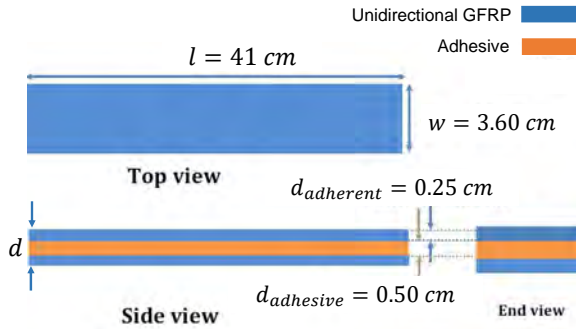 Unidirectional GFRP
Adhesive
l = 41 cm
w = 3.60 cm
Top view
d_adherent = 0.25 cm
d
d_adhesive = 0.50 cm
Side view
End view